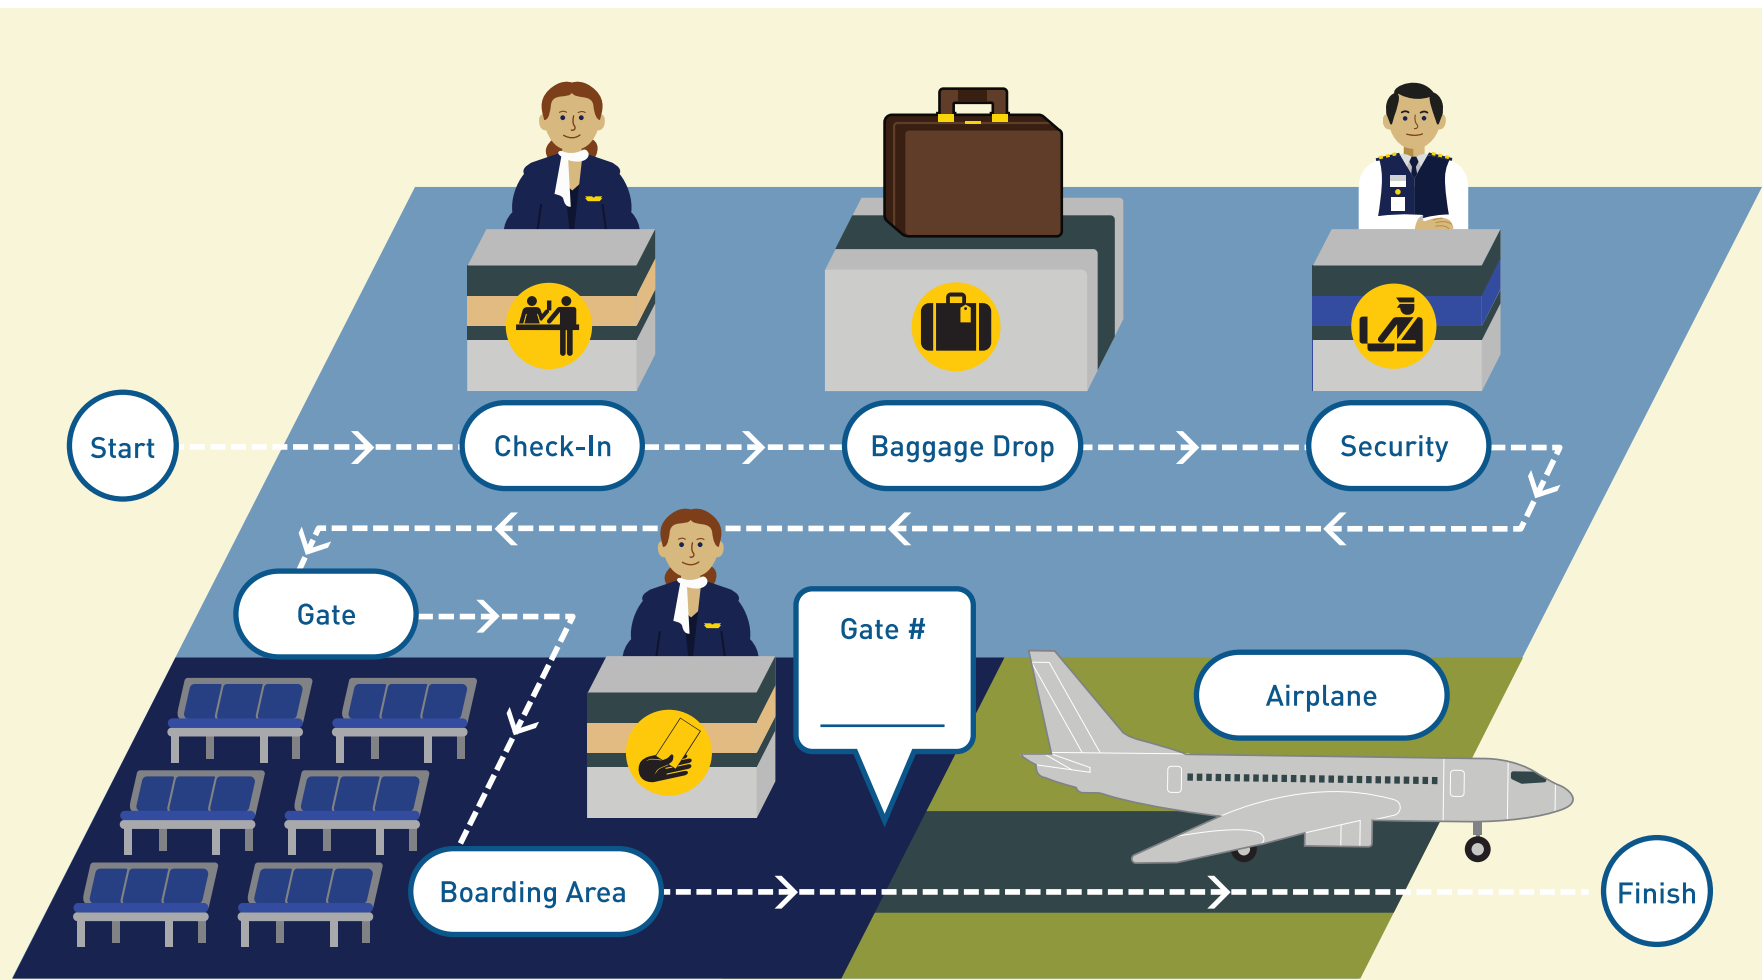 Start
Check-In
Baggage Drop
Security
Gate
Gate #
Airplane
Boarding Area
Finish